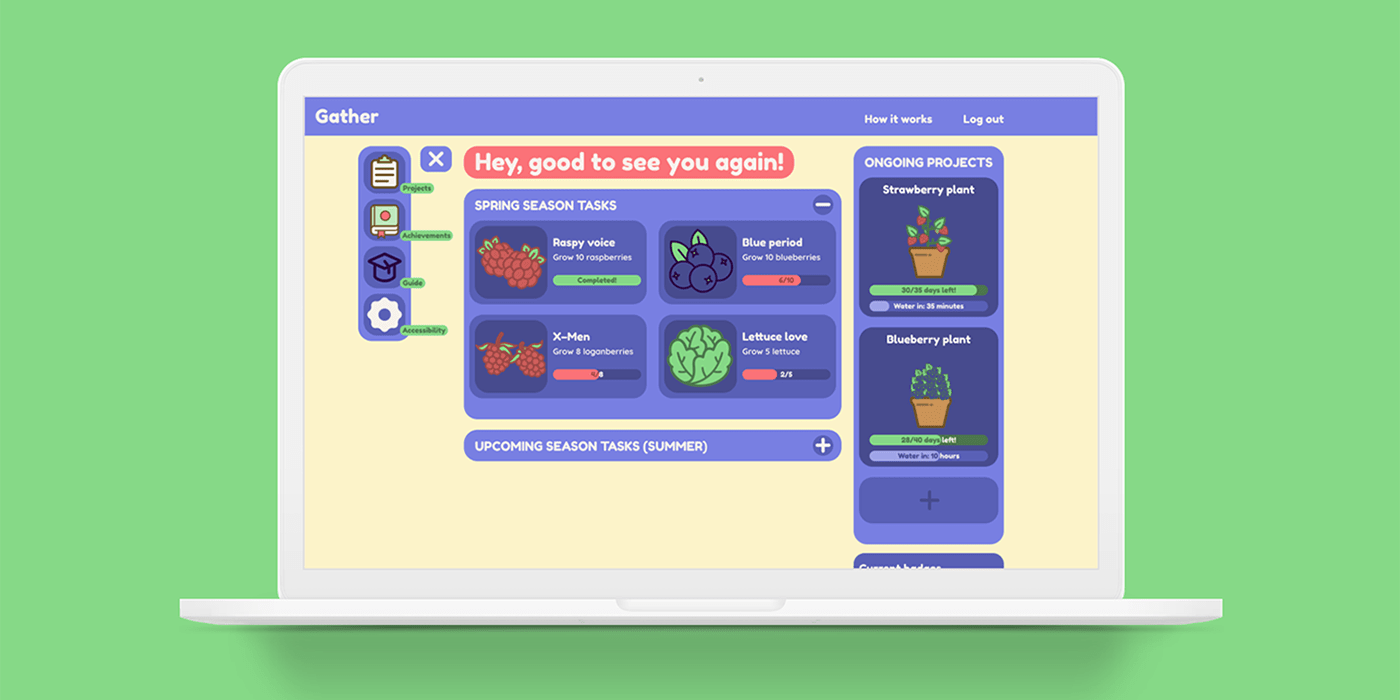 Gather
How it works
Log out
Projects
Achievements
Guide
Accessibility
Hey, good to see you again!
SPRING SEASON TASKS
Raspy voice
Grow 10 raspberries
Completed!
Blue period
Grow 10 blueberries
6/10
X-Men
Grow 8 loganberries
Lettuce love
Grow 5 lettuce
2/5
UPCOMING SEASON TASKS (SUMMER)
ONGOING PROJECTS
Strawberry plant
30/35 days left!
Water in: 35 minutes
Blueberry plant
28/40 days left!
Water in: 10 hours
Current badges